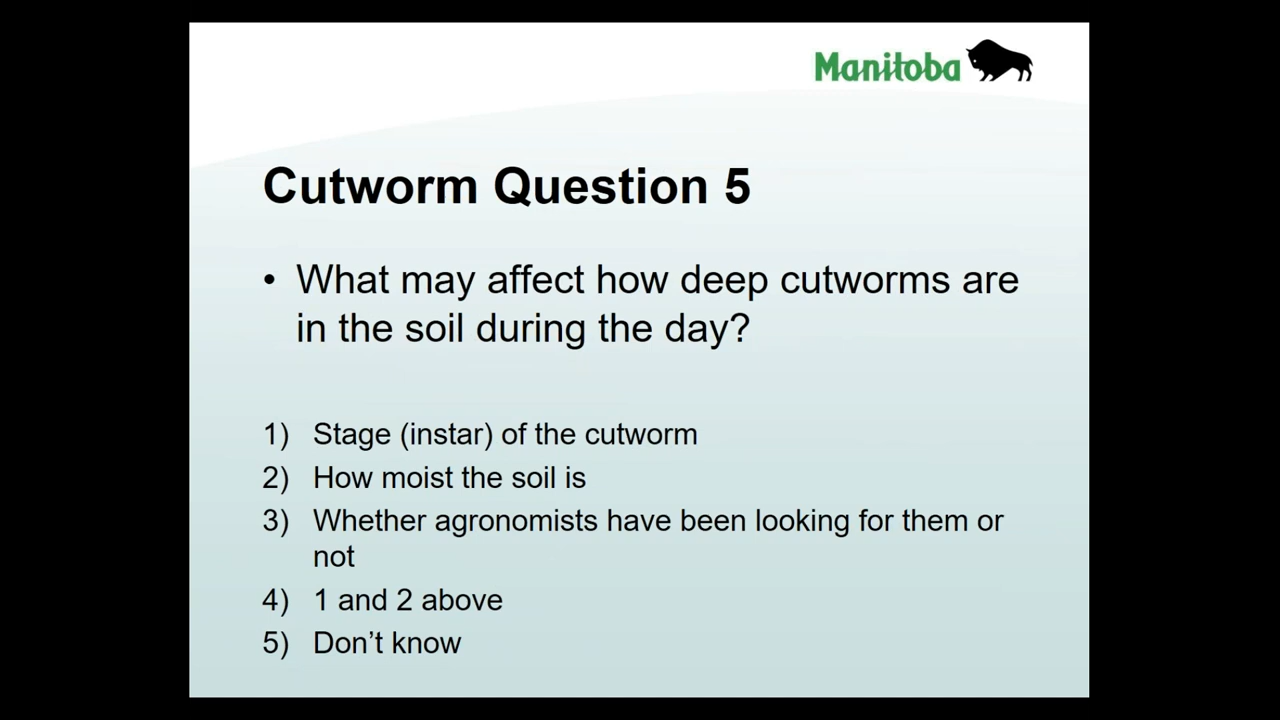 Manitoba
Cutworm Question 5
• What may affect how deep cutworms are
in the soil during the day?
1) Stage (instar) of the cutworm
2) How moist the soil is
3) Whether agronomists have been looking for them or
not
4) 1 and 2 above
5) Don’t know